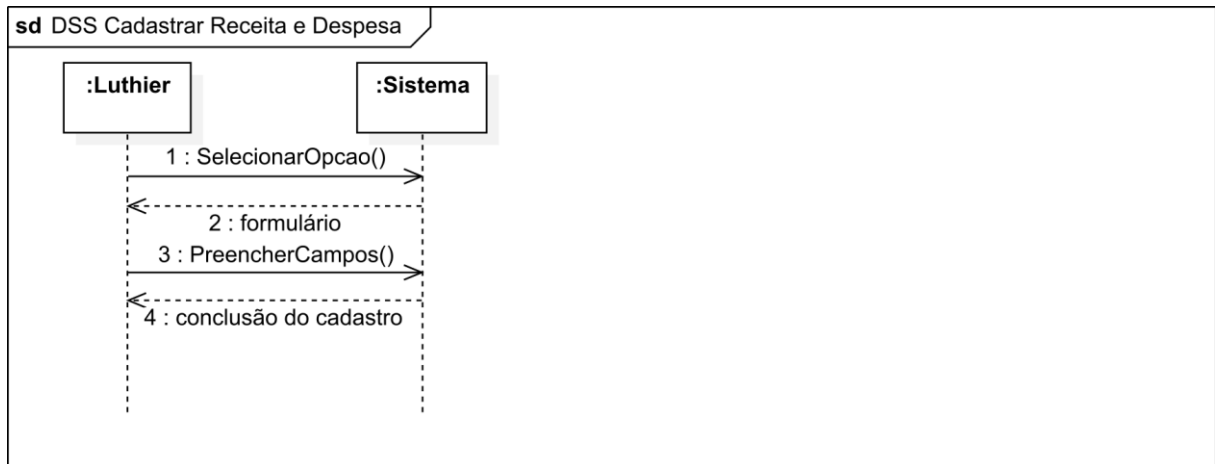 sd DSS Cadastrar Receita e Despesa
:Luthier
:Sistema
1 : SelecionarOpcao()
2 : formulário
3 : PreencherCampos()
4 : conclusão do cadastro